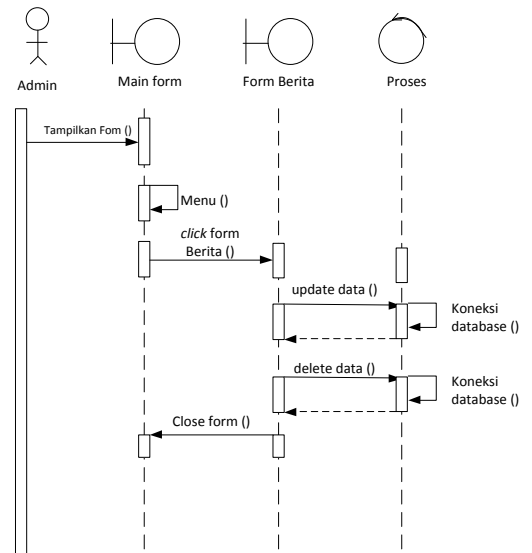 Admin
Main form
Form Berita
Proses
Tampilkan Fom ()
Menu ()
click form
Berita ()
update data ()
Koneksi
database ()
delete data ()
Koneksi
database ()
Close form ()